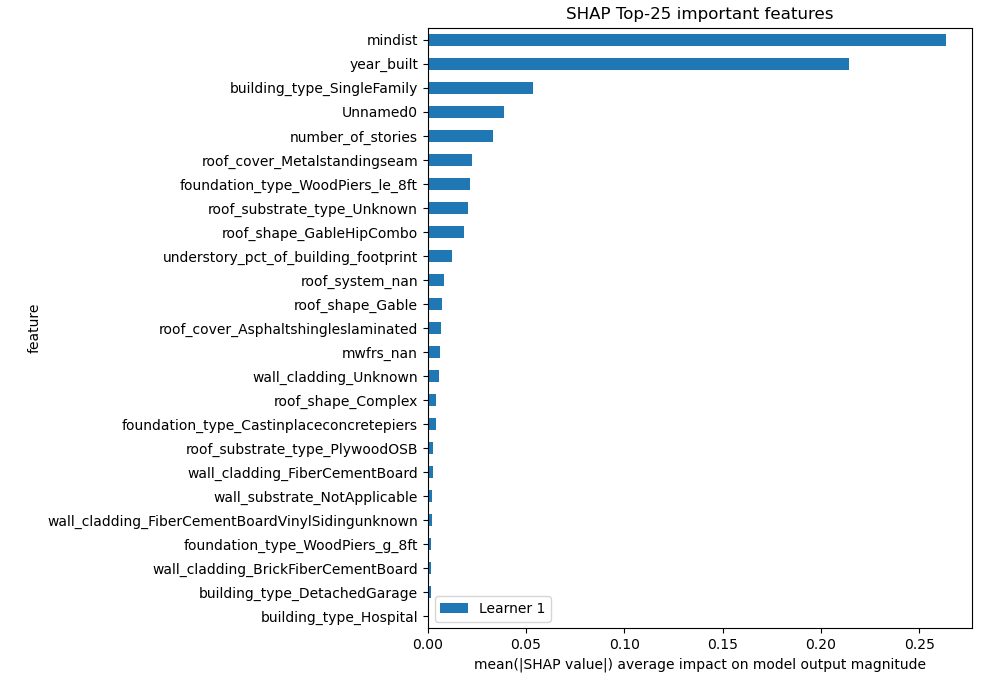 SHAP Top-25 important features
feature
mindist
year_built
building_type_SingleFamily
Unnamed0
number_of_stories
roof_cover_Metalstandingseam
foundation_type_WoodPiers_le_8ft
roof_substrate_type_Unknown
roof_shape_GableHipCombo
understory_pct_of_building_footprint
roof_system_nan
roof_shape_Gable
roof_cover_Asphaltshingleslaminated
mwfrs_nan
wall_cladding_Unknown
roof_shape_Complex
foundation_type_Castinplaceconcretepiers
roof_substrate_type_PlywoodOSB
wall_cladding_FiberCementBoard
wall_substrate_NotApplicable
wall_cladding_FiberCementBoardVinylSidingunknown
foundation_type_WoodPiers_g_8ft
wall_cladding_BrickFiberCementBoard
building_type_DetachedGarage
building_type_Hospital
Learner 1
0.00 0.05 0.10 0.15 0.20 0.25
mean(|SHAP value|) average impact on model output magnitude